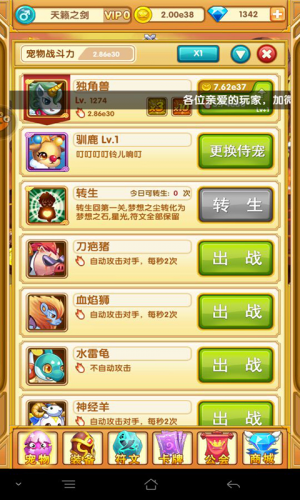 天籁之剑 VIP 0 2.00e38 1342
宠物战斗力 2.86e30 X1
独角兽
Lv. 1274
2.86e30
7.62e37
Lv1
各位亲爱的玩家，加微
驯鹿 Lv.1
叮叮叮叮铃儿响叮
更换侍宠
转生 今日可转生: 0 次
转生回第一关,梦想之尘转化为
梦想之石,星光,符文全部保留
转 生
刀疤猪
自动攻击对手，每秒2次
出 战
血焰狮
自动攻击对手，每秒2次
出 战
水雷龟
不自动攻击
出 战
神经羊
自动攻击对手，每秒2次
出 战
宠物 装备 符文 卡牌 公会 商城